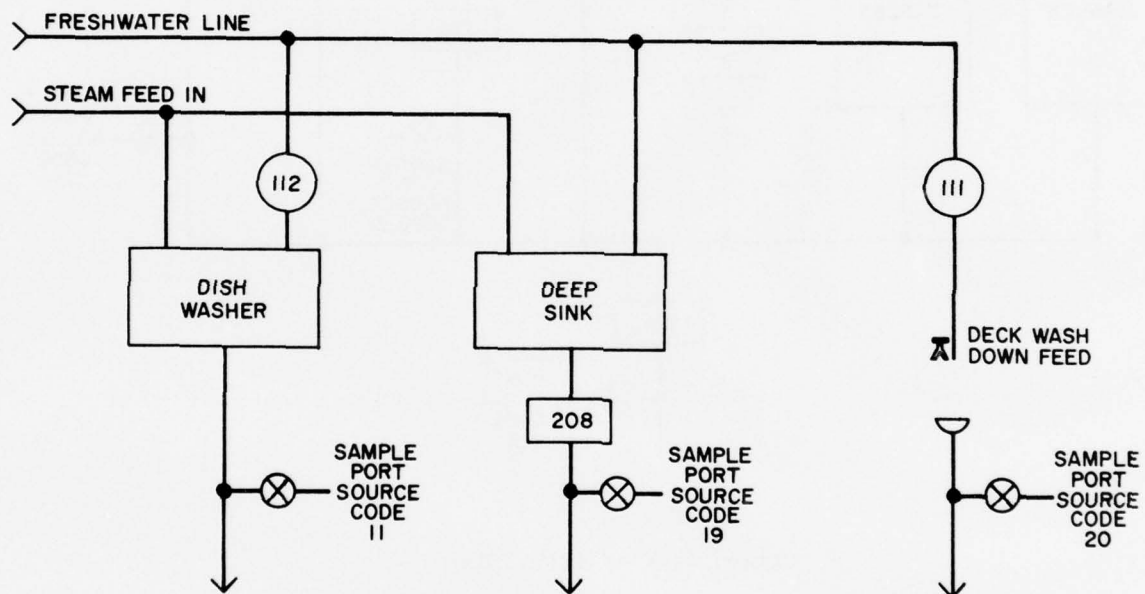 FRESHWATER LINE
STEAM FEED IN
112
111
DISH
WASHER
DEEP
SINK
DECK WASH
DOWN FEED
208
SAMPLE
PORT
SOURCE
CODE
11
SAMPLE
PORT
SOURCE
CODE
19
SAMPLE
PORT
SOURCE
CODE
20